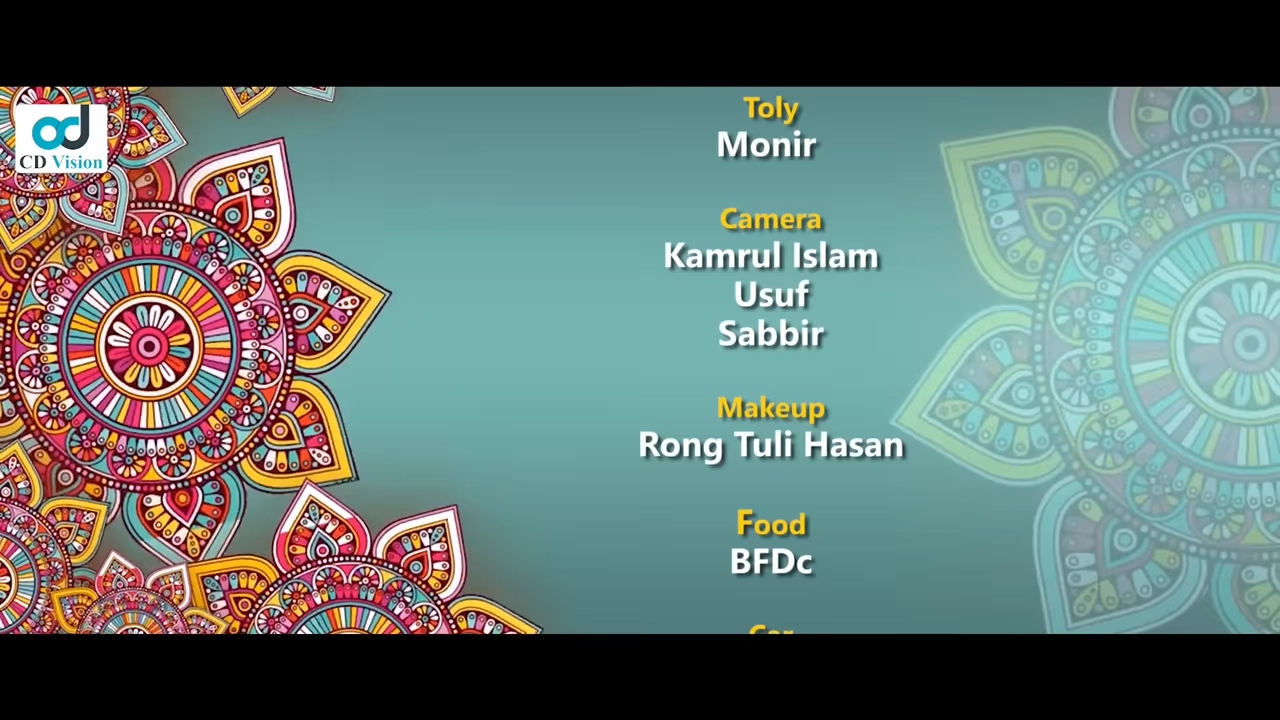 CD Vision
Toly
Monir
Camera
Kamrul Islam
Usuf
Sabbir
Makeup
Rong Tuli Hasan
Food
BFDc